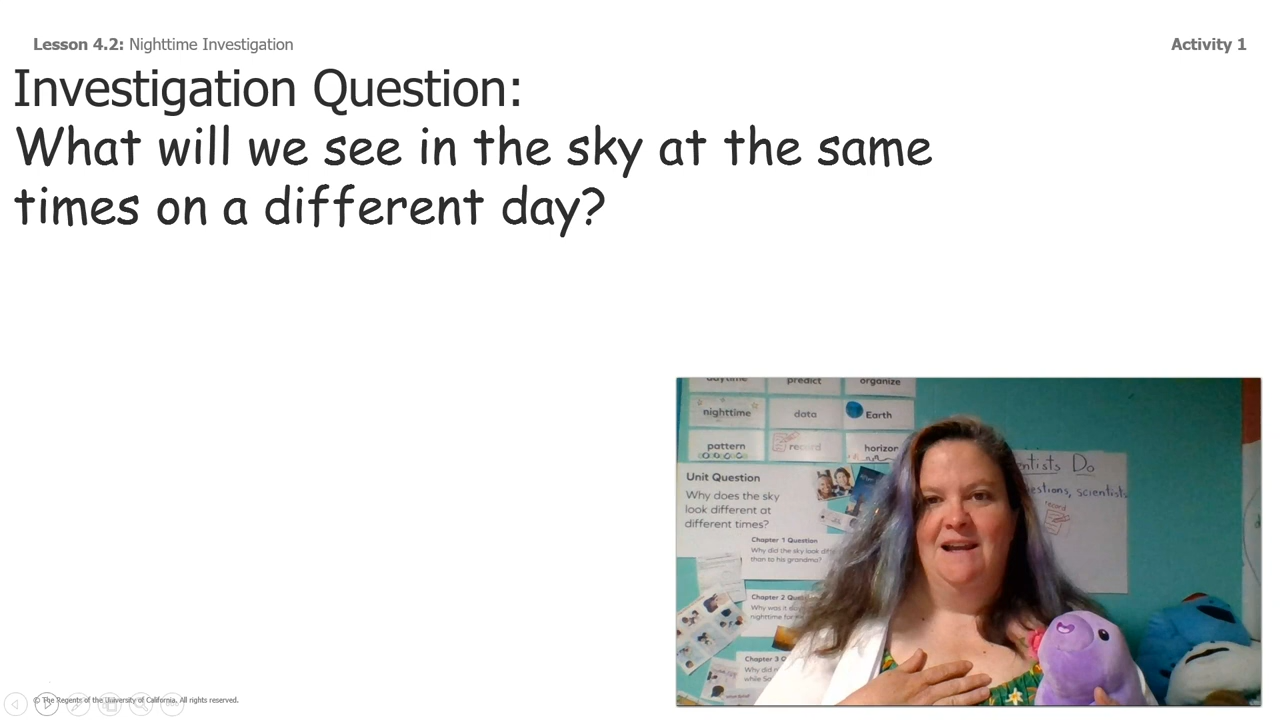 Lesson 4.2: Nighttime Investigation
Activity 1
Investigation Question:
What will we see in the sky at the same
times on a different day?
daytime
predict
organize
nighttime
data
Earth
pattern
record
horizon
Unit Question
Why does the sky
look different at
different times?
Chapter 1 Question
Why did the sky look
than to his grandma?
Chapter 2
Why was it
nighttime for
Chapter 3
Why did
while
Do
scientists
record
© The Regents of the University of California. All rights reserved.